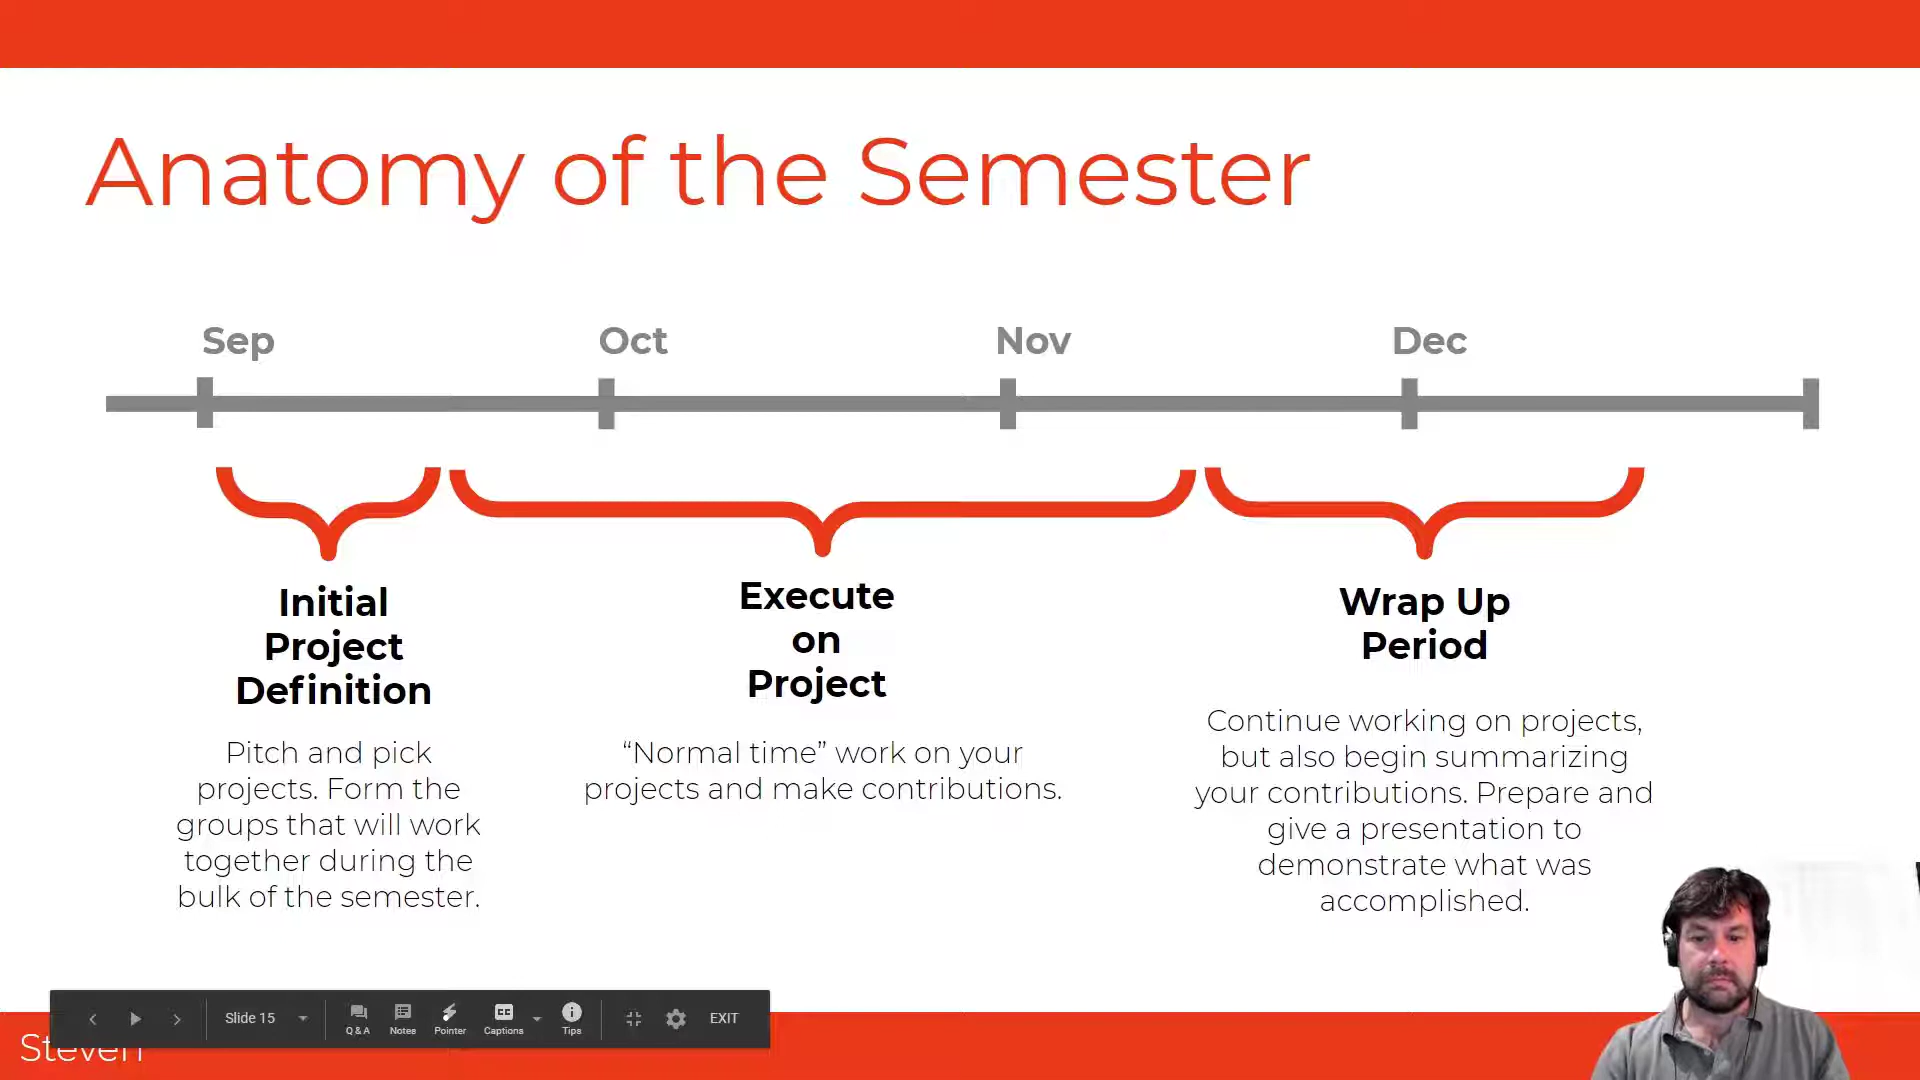 Anatomy of the Semester
Sep
Oct
Nov
Dec
Initial
Project
Definition
Pitch and pick
projects. Form the
groups that will work
together during the
bulk of the semester.
Execute
on
Project
“Normal time” work on your
projects and make contributions.
Wrap Up
Period
Continue working on projects,
but also begin summarizing
your contributions. Prepare and
give a presentation to
demonstrate what was
accomplished.
Slide 15
Q & A
Notes
Pointer
CC
Captions
Tips
EXIT
Steven